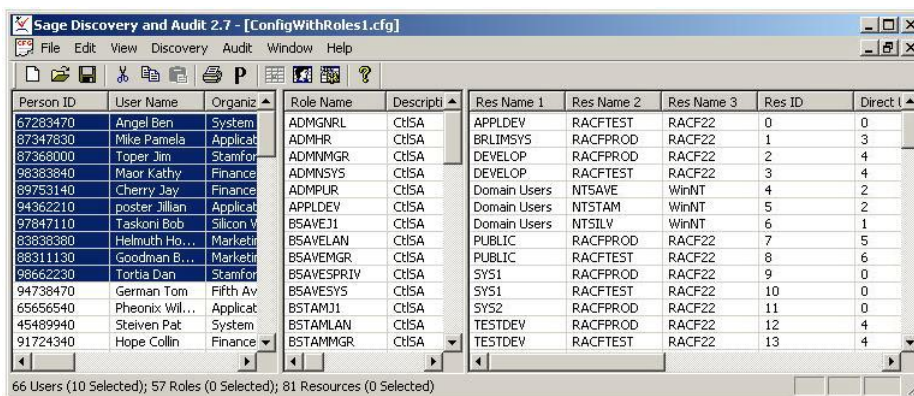 Sage Discovery and Audit 2.7 - [ConfigWithRoles1.cfg]
File Edit View Discovery Audit Window Help
Person ID User Name Organiz Role Name Descripti Res Name 1 Res Name 2 Res Name 3 Res ID Direct U
67283470 Angel Ben System ADMGNRL CtlSA APPLDEV RACFTEST RACF22 0 0
87347830 Mike Pamela Applicat ADMHR CtlSA BRLIMSYS RACFPROD RACF22 1 3
87368000 Toper Jim Stamfor ADMNMGR CtlSA DEVELOP RACFPROD RACF22 2 4
98383840 Maor Kathy Finance ADMNSYS CtlSA DEVELOP RACFTEST RACF22 3 4
89753140 Cherry Jay Finance ADMPUR CtlSA Domain Users NT5AVE WinNT 4 2
94362210 poster Jillian Applicat APPLDEV CtlSA Domain Users NTSTAM WinNT 5 2
97847110 Taskoni Bob Silicon V B5AVEJ1 CtlSA Domain Users NTSILV WinNT 6 1
83838380 Helmuth Ho... Marketin B5AVELAN CtlSA PUBLIC RACFPROD RACF22 7 5
88311130 Goodman B... Marketin B5AVEMGR CtlSA PUBLIC RACFTEST RACF22 8 6
98662230 Tortia Dan Stamfor B5AVESPRIV CtlSA SYS1 RACFPROD RACF22 9 0
94738470 German Tom Fifth Av B5AVESYS CtlSA SYS1 RACFTEST RACF22 10 0
65656540 Pheonix Wil... Applicat BSTAMJ1 CtlSA SYS2 RACFPROD RACF22 11 0
45489940 Steiven Pat System BSTAMLAN CtlSA TESTDEV RACFPROD RACF22 12 4
91724340 Hope Collin Finance BSTAMMGR CtlSA TESTDEV RACFTEST RACF22 13 4
66 Users (10 Selected); 57 Roles (0 Selected); 81 Resources (0 Selected)